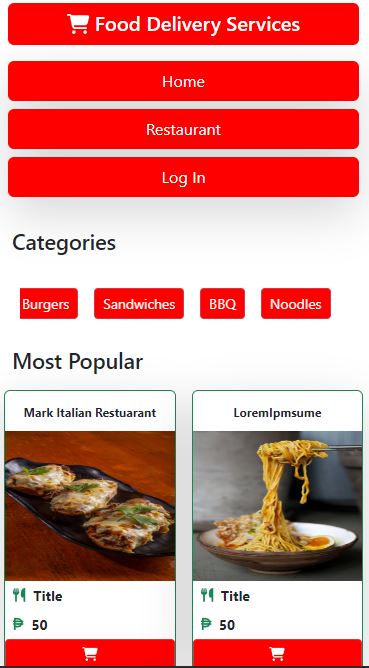 Food Delivery Services
Home
Restaurant
Log In
Categories
Burgers Sandwiches BBQ Noodles
Most Popular
Mark Italian Restuarant LoremIpmsume
Title Title
₱ 50 ₱ 50